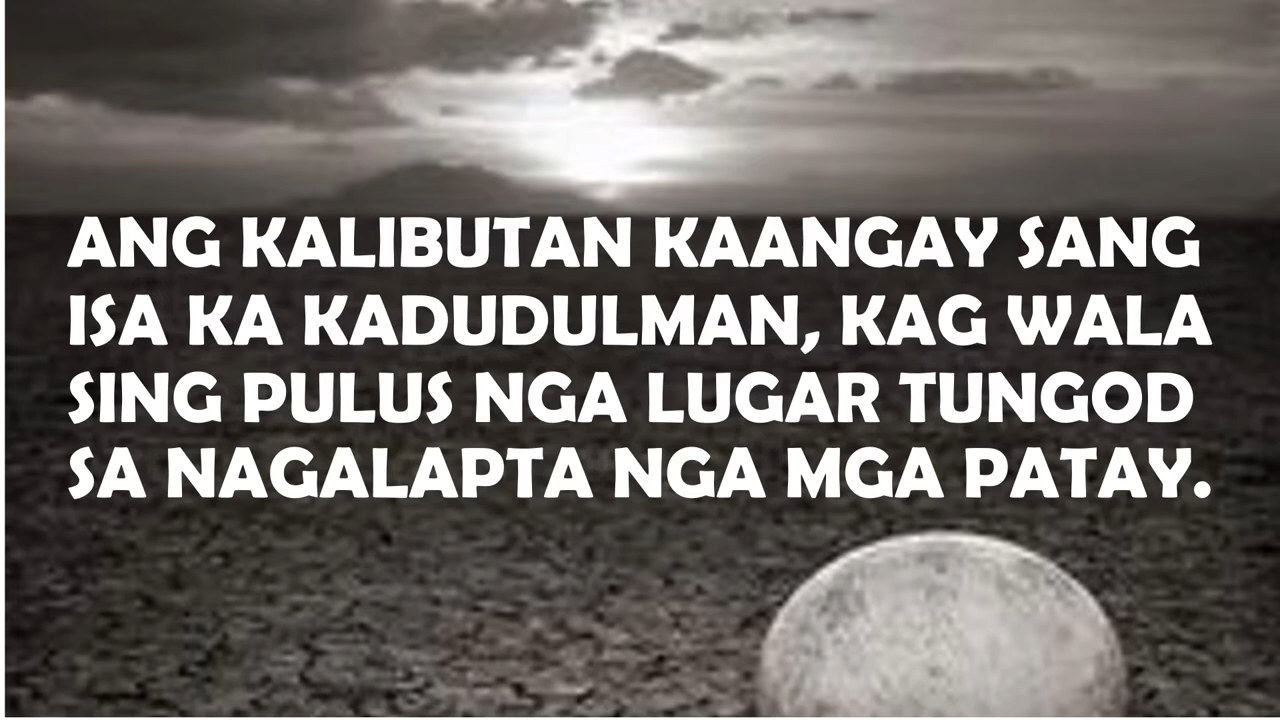 ANG KALIBUTAN KAANGAY SANG
ISA KA KADUDULMAN, KAG WALA
SING PULUS NGA LUGAR TUNGOD
SA NAGALAPTA NGA MGA PATAY.